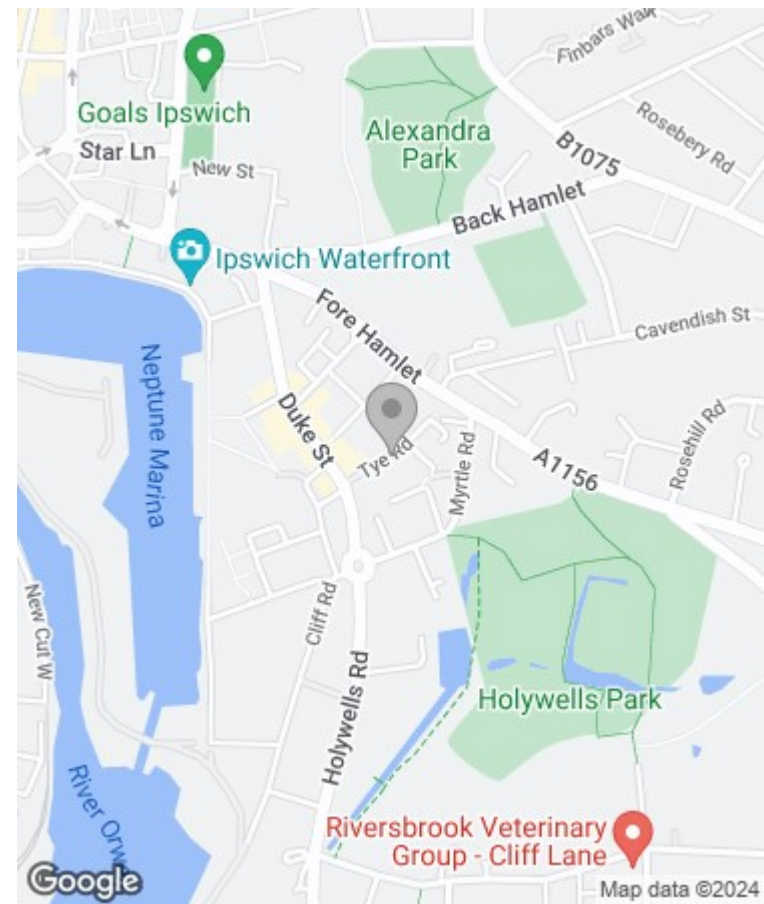 Finbars Walk
Goals Ipswich
Star Ln
New St
Alexandra
Park
B1075
Rosebery Rd
Back Hamlet
Ipswich Waterfront
Fore Hamlet
Cavendish St
Neptune Marina
Duke St
Tye Rd
Myrtle Rd
A1156
Rosehill Rd
New Cut W
Cliff Rd
Holywells Rd
Holywells Park
River Orw
Riversbrook Veterinary
Group - Cliff Lane
Google
Map data ©2024